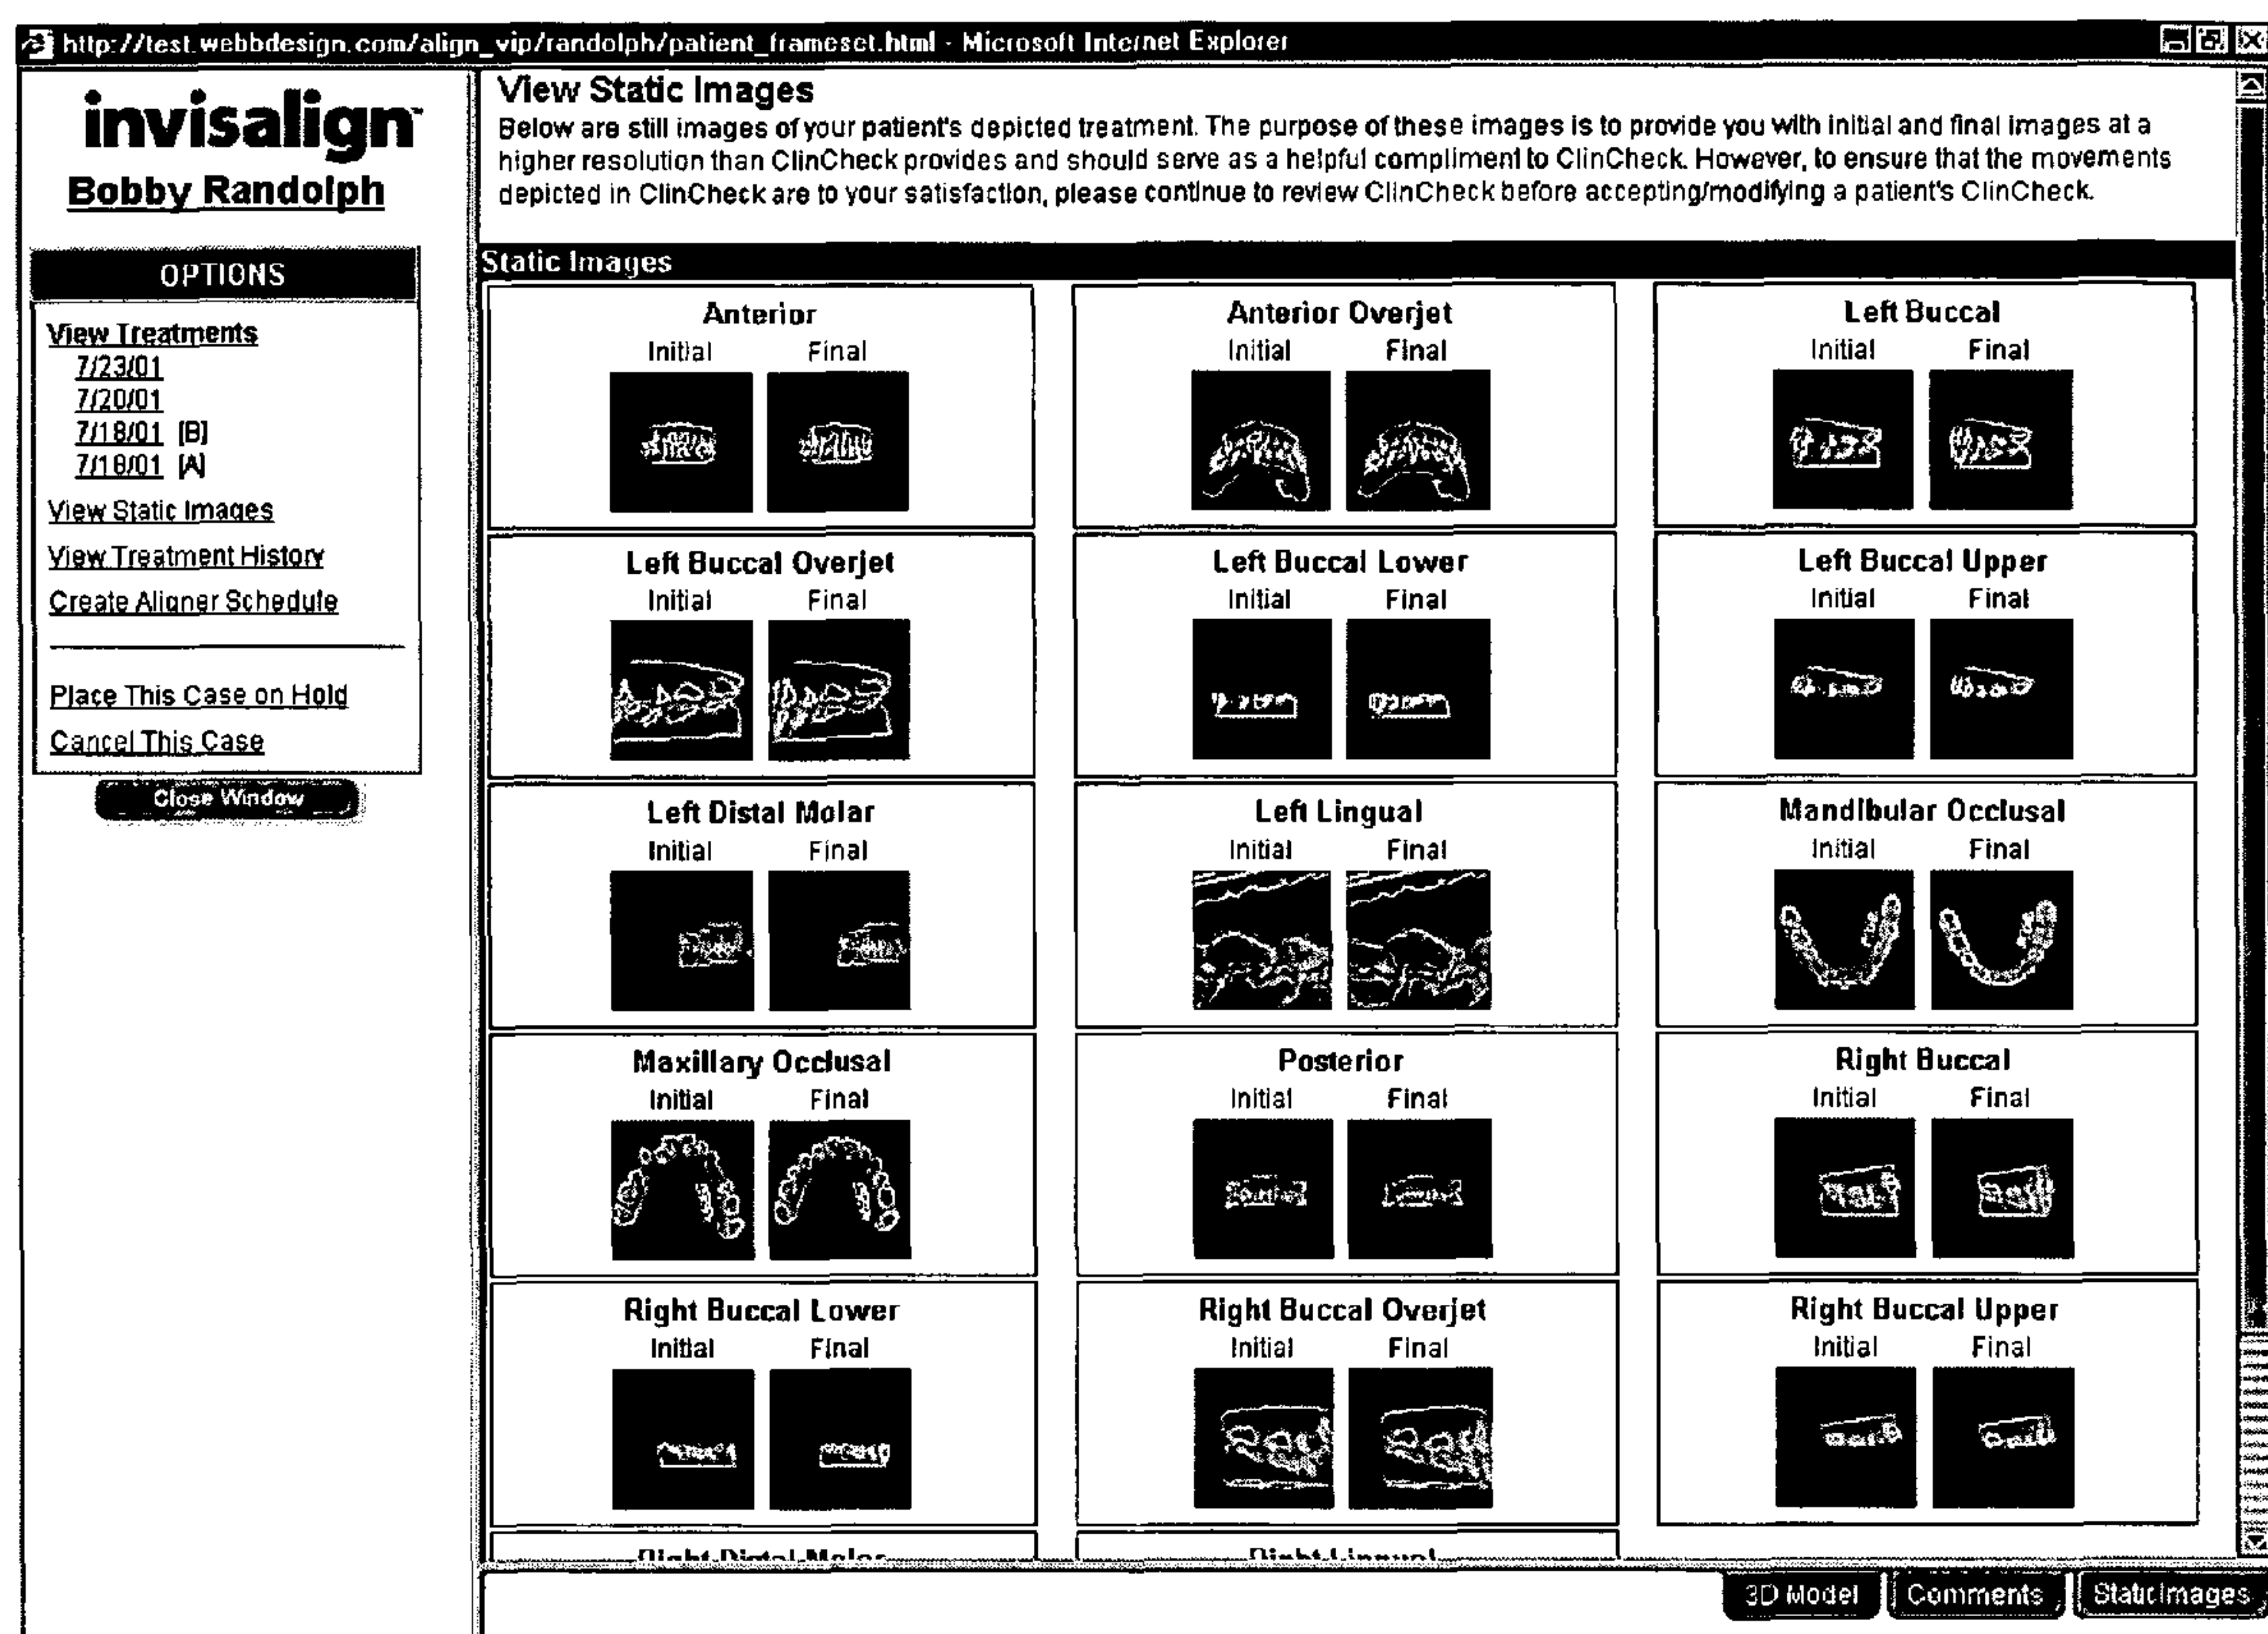 http://test.webbdesign.com/align_vip/randolph/patient_frameset.html - Microsoft Internet Explorer
invisalign™
Bobby Randolph
OPTIONS
View Treatments
7/23/01
7/20/01
7/18/01 [B]
7/18/01 [A]
View Static Images
View Treatment History
Create Aligner Schedule
Place This Case on Hold
Cancel This Case
Close Window
View Static Images
Below are still images of your patient's depicted treatment. The purpose of these images is to provide you with initial and final images at a
higher resolution than ClinCheck provides and should serve as a helpful compliment to ClinCheck. However, to ensure that the movements
depicted in ClinCheck are to your satisfaction, please continue to review ClinCheck before accepting/modifying a patient's ClinCheck.
Static Images
Anterior
Initial Final
Anterior Overjet
Initial Final
Left Buccal
Initial Final
Left Buccal Overjet
Initial Final
Left Buccal Lower
Initial Final
Left Buccal Upper
Initial Final
Left Distal Molar
Initial Final
Left Lingual
Initial Final
Mandibular Occlusal
Initial Final
Maxillary Occlusal
Initial Final
Posterior
Initial Final
Right Buccal
Initial Final
Right Buccal Lower
Initial Final
Right Buccal Overjet
Initial Final
Right Buccal Upper
Initial Final
Right Distal Molar
Right Lingual
3D Model
Comments
Static Images